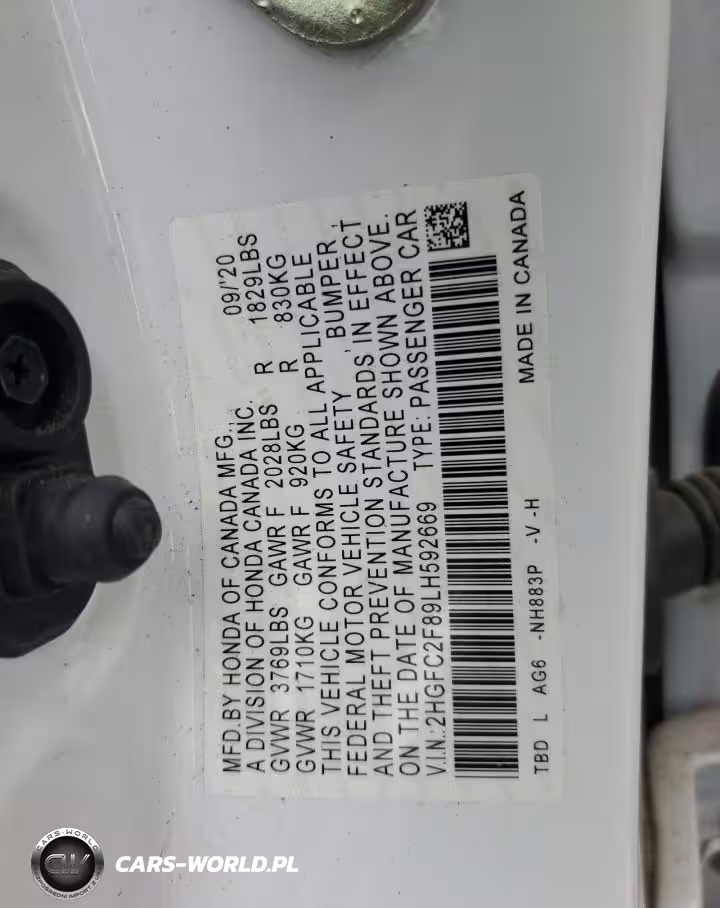 MFD.BY HONDA OF CANADA MFG., 09/'20
A DIVISION OF HONDA CANADA INC.
GVWR 3769LBS GAWR F 2028LBS R 1829LBS
GVWR 1710KG GAWR F 920KG R 830KG
THIS VEHICLE CONFORMS TO ALL APPLICABLE
FEDERAL MOTOR VEHICLE SAFETY , BUMPER,
AND THEFT PREVENTION STANDARDS IN EFFECT
ON THE DATE OF MANUFACTURE SHOWN ABOVE.
V.I.N.:2HGFC2F89LH592669 TYPE: PASSENGER CAR
TBD L AG6 -NH883P -V -H MADE IN CANADA
CARS-WORLD
CW
CARS-WORLD.PL